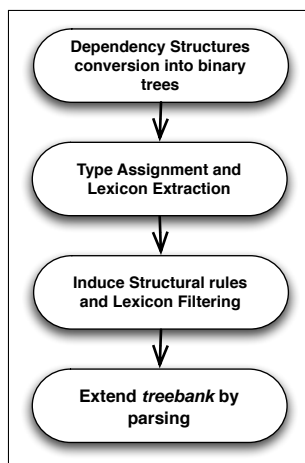 Dependency Structures
conversion into binary
trees
Type Assignment and
Lexicon Extraction
Induce Structural rules
and Lexicon Filtering
Extend treebank by
parsing